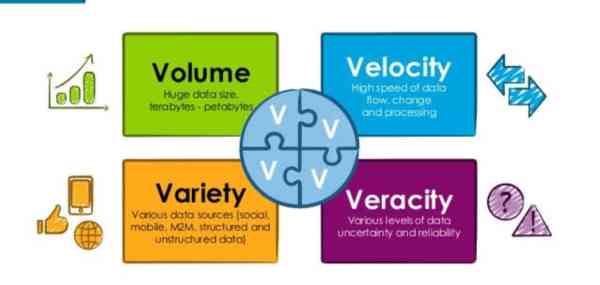 Volume
Huge data size,
terabytes - petabytes
Velocity
High speed of data
flow, change
and processing
V
V
V
V
Variety
Various data sources (social,
mobile, M2M, structured and
unstructured data)
Veracity
Various levels of data
uncertainty and reliability
?
!